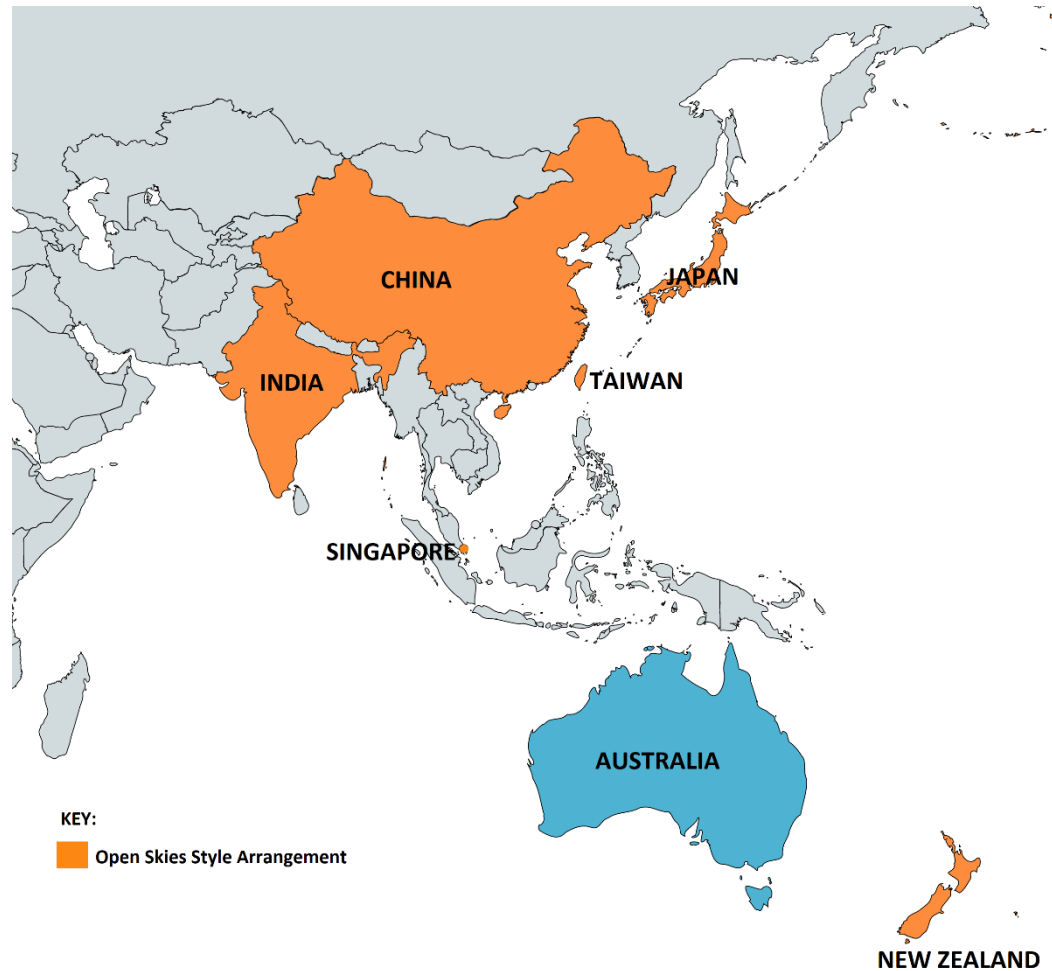 CHINA
JAPAN
INDIA
TAIWAN
SINGAPORE
AUSTRALIA
KEY:
Open Skies Style Arrangement
NEW ZEALAND